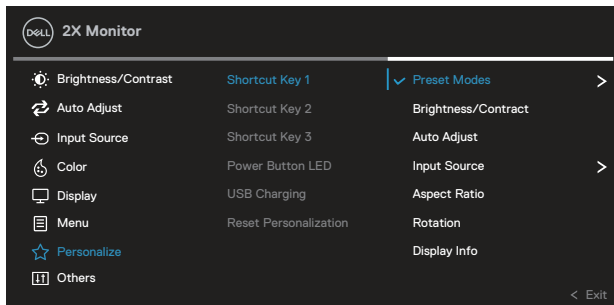 DELL 2X Monitor
Brightness/Contrast Shortcut Key 1 Preset Modes >
Auto Adjust Shortcut Key 2 Brightness/Contract
Input Source Shortcut Key 3 Auto Adjust
Color Power Button LED Input Source >
Display USB Charging Aspect Ratio
Menu Reset Personalization Rotation
Personalize Display Info
Others
< Exit